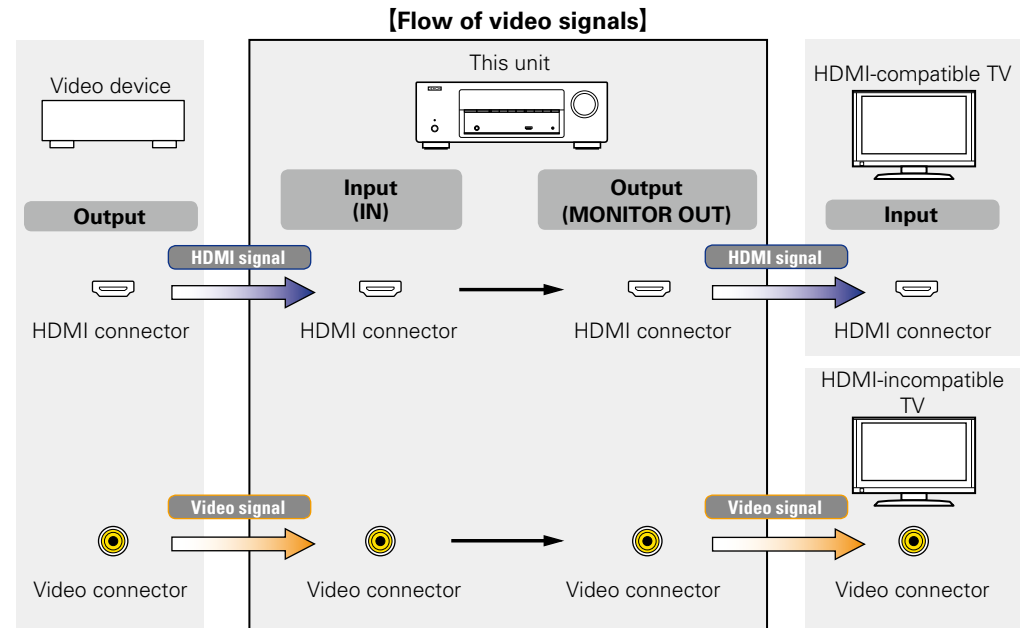 【Flow of video signals】
Video device
This unit
HDMI-compatible TV
Output
Input
(IN)
Output
(MONITOR OUT)
Input
HDMI signal
HDMI signal
HDMI connector
HDMI connector
HDMI connector
HDMI connector
HDMI-incompatible
TV
Video signal
Video signal
Video connector
Video connector
Video connector
Video connector